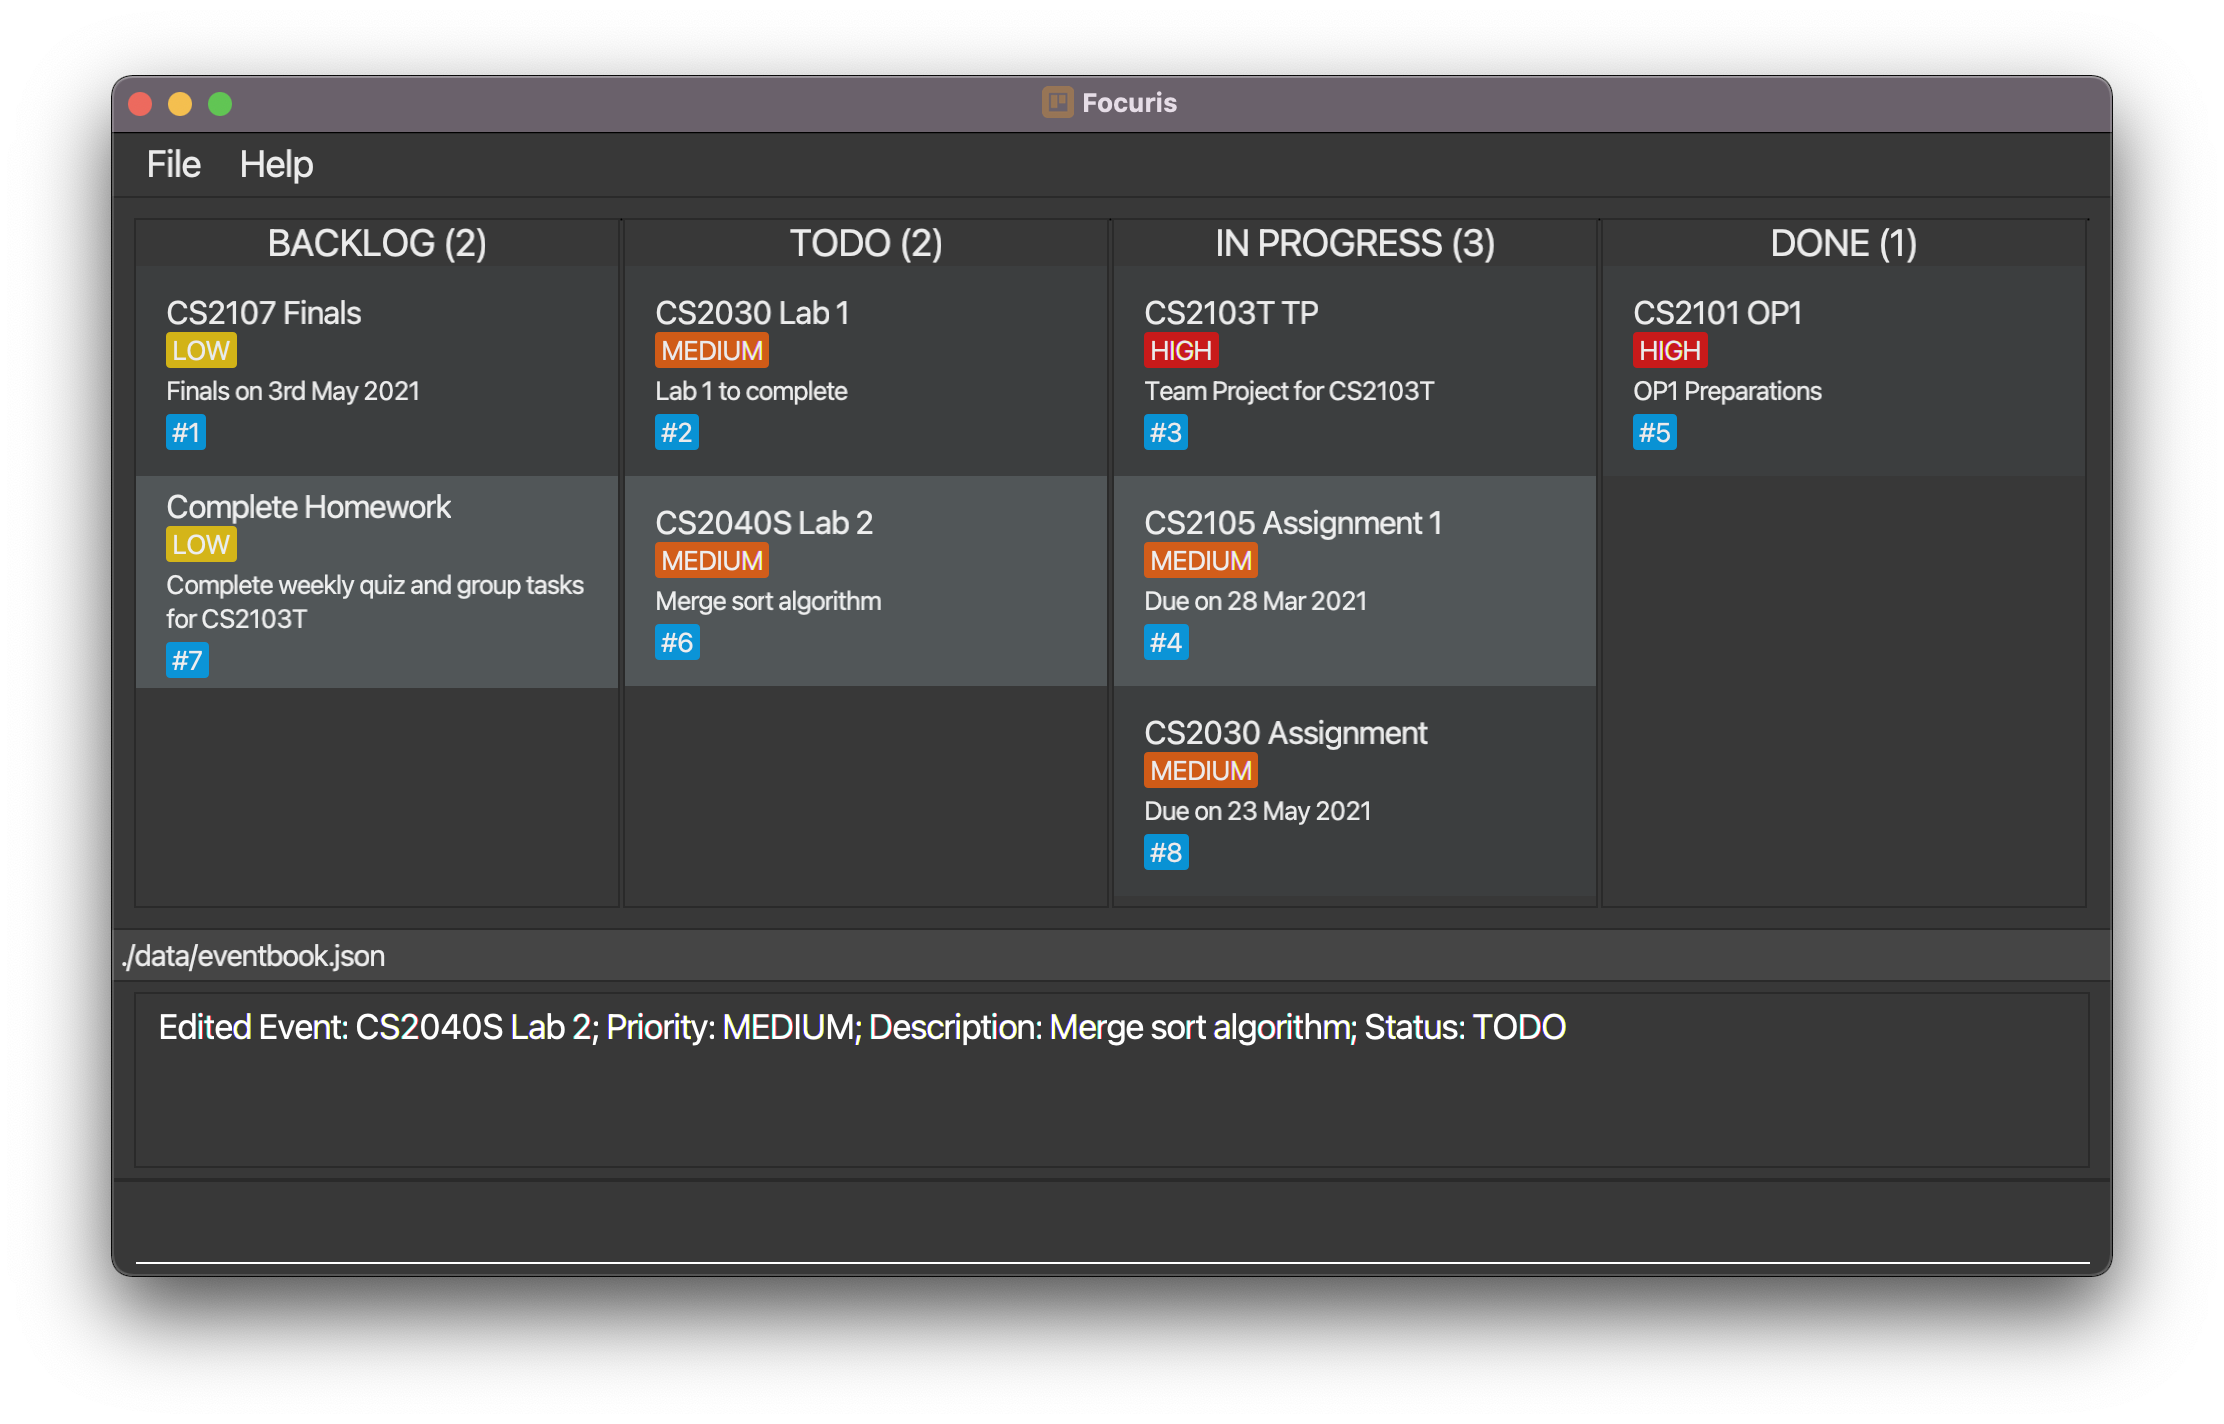 Focuris
File Help
BACKLOG (2)
CS2107 Finals
LOW
Finals on 3rd May 2021
#1
Complete Homework
LOW
Complete weekly quiz and group tasks
for CS2103T
#7
TODO (2)
CS2030 Lab 1
MEDIUM
Lab 1 to complete
#2
CS2040S Lab 2
MEDIUM
Merge sort algorithm
#6
IN PROGRESS (3)
CS2103T TP
HIGH
Team Project for CS2103T
#3
CS2105 Assignment 1
MEDIUM
Due on 28 Mar 2021
#4
CS2030 Assignment
MEDIUM
Due on 23 May 2021
#8
DONE (1)
CS2101 OP1
HIGH
OP1 Preparations
#5
./data/eventbook.json
Edited Event: CS2040S Lab 2; Priority: MEDIUM; Description: Merge sort algorithm; Status: TODO